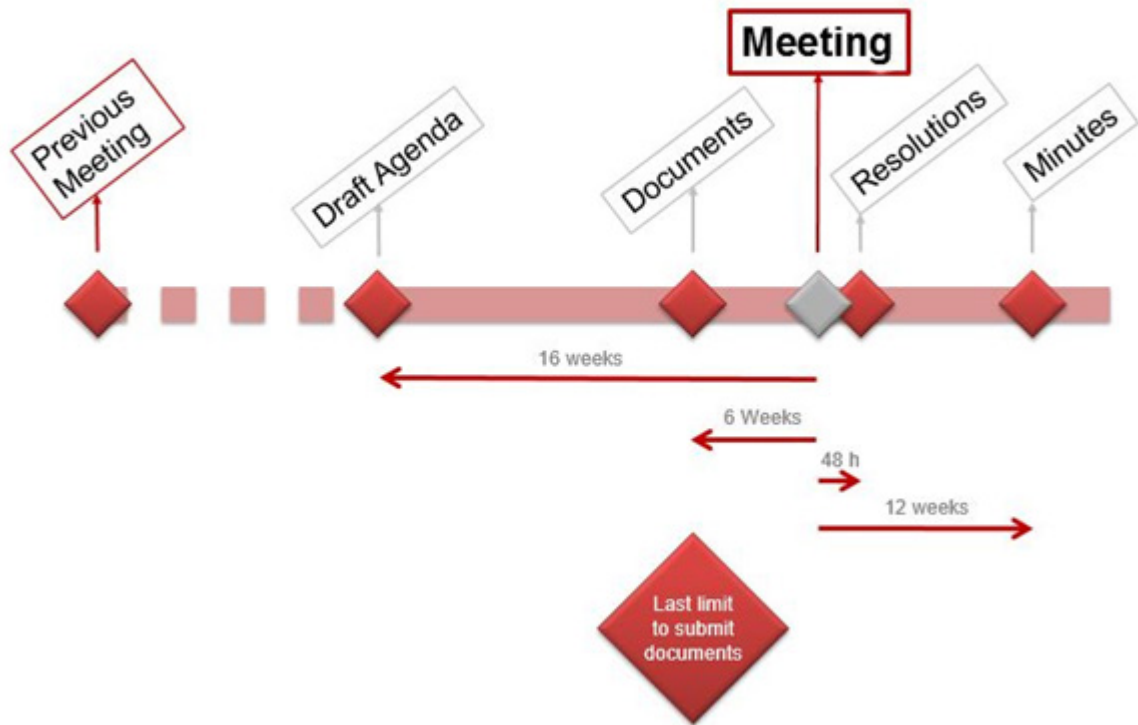 Meeting
Previous
Meeting
Draft Agenda
Documents
Resolutions
Minutes
16 weeks
6 Weeks
48 h
12 weeks
Last limit
to submit
documents